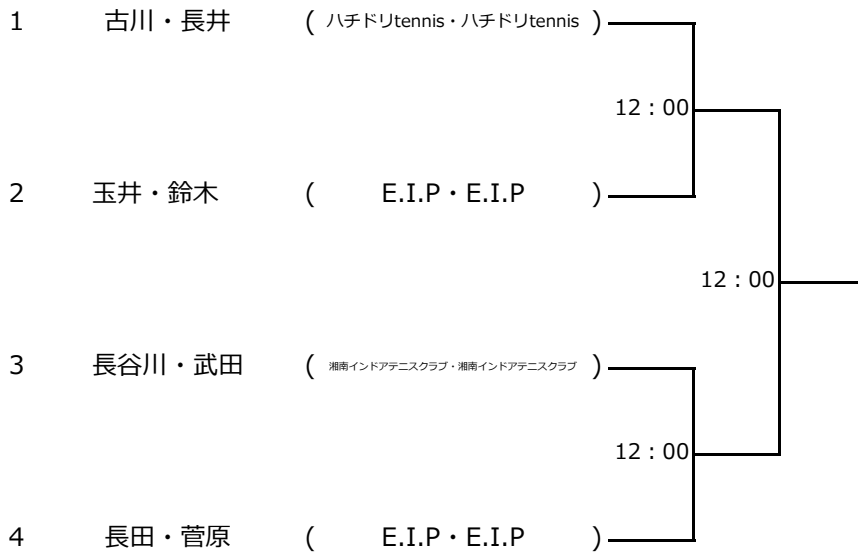 1 古川・長井 ( ハチドリtennis・ハチドリtennis )
12：00
2 玉井・鈴木 ( E.I.P・E.I.P )
12：00
3 長谷川・武田 ( 湘南インドアテニスクラブ・湘南インドアテニスクラブ )
12：00
4 長田・菅原 ( E.I.P・E.I.P )